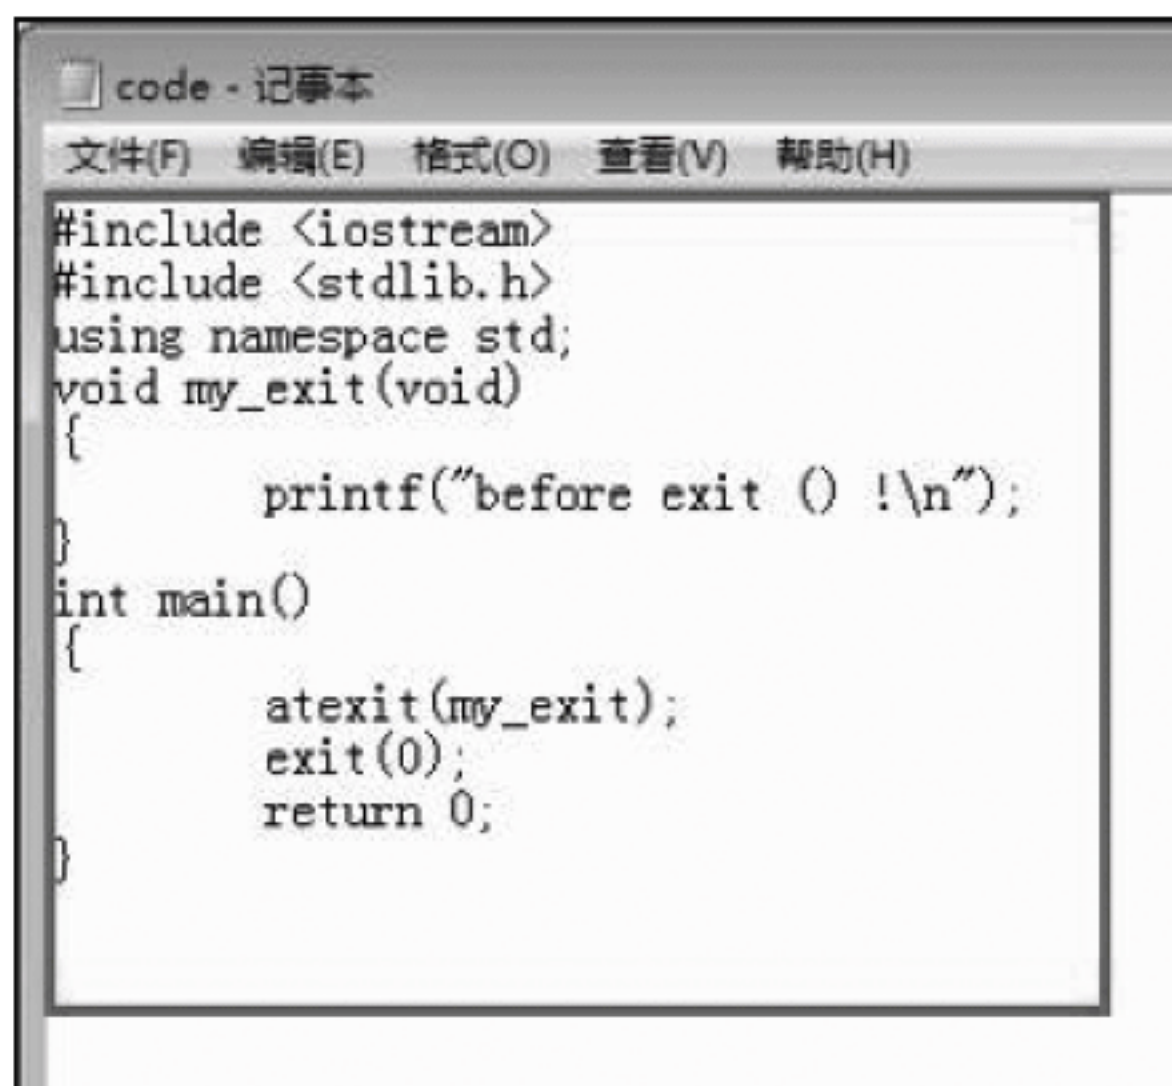 code - 记事本
文件(F) 编辑(E) 格式(O) 查看(V) 帮助(H)
#include <iostream>
#include <stdlib.h>
using namespace std;
void my_exit(void)
{
        printf("before exit () !\n");
}
int main()
{
        atexit(my_exit);
        exit(0);
        return 0;
}